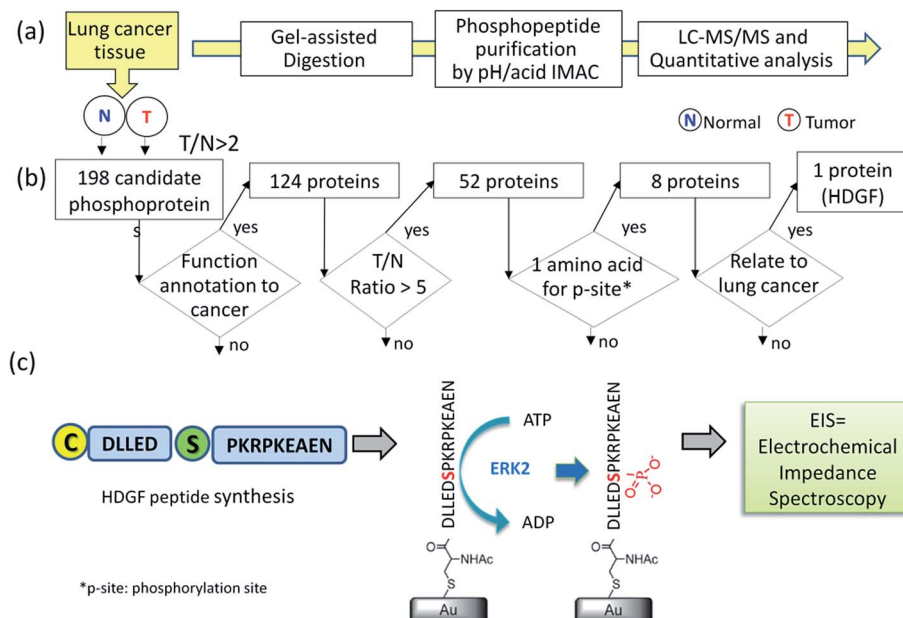 (a)
Lung cancer
tissue
Gel-assisted
Digestion
Phosphopeptide
purification
by pH/acid IMAC
LC-MS/MS and
Quantitative analysis
N
T
T/N>2
N Normal
T Tumor
(b)
198 candidate
phosphoprotein
s
124 proteins
52 proteins
8 proteins
1 protein
(HDGF)
yes
yes
yes
yes
Function
annotation to
cancer
T/N
Ratio > 5
1 amino acid
for p-site*
Relate to
lung cancer
no
no
no
no
(c)
C DLLED S PKRPKEAEN
HDGF peptide synthesis
DLLEDSPKRPKEAEN
ATP
ERK2
ADP
DLLEDSPKRPKEAEN
O-
P
O
O-
O
NHAc
S
Au
O
NHAc
S
Au
EIS=
Electrochemical
Impedance
Spectroscopy
*p-site: phosphorylation site